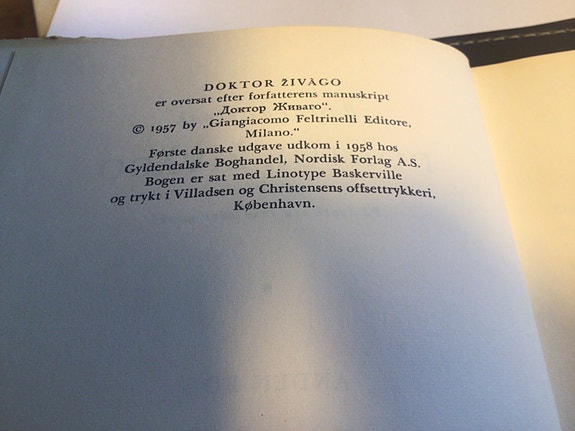 DOKTOR ŽIVAGO
er oversat efter forfatterens manuskript
„Доктор Живаго".
© 1957 by „Giangiacomo Feltrinelli Editore,
Milano."
Første danske udgave udkom i 1958 hos
Gyldendalske Boghandel, Nordisk Forlag A.S.
Bogen er sat med Linotype Baskerville
og trykt i Villadsen og Christensens offsettrykkeri,
København.